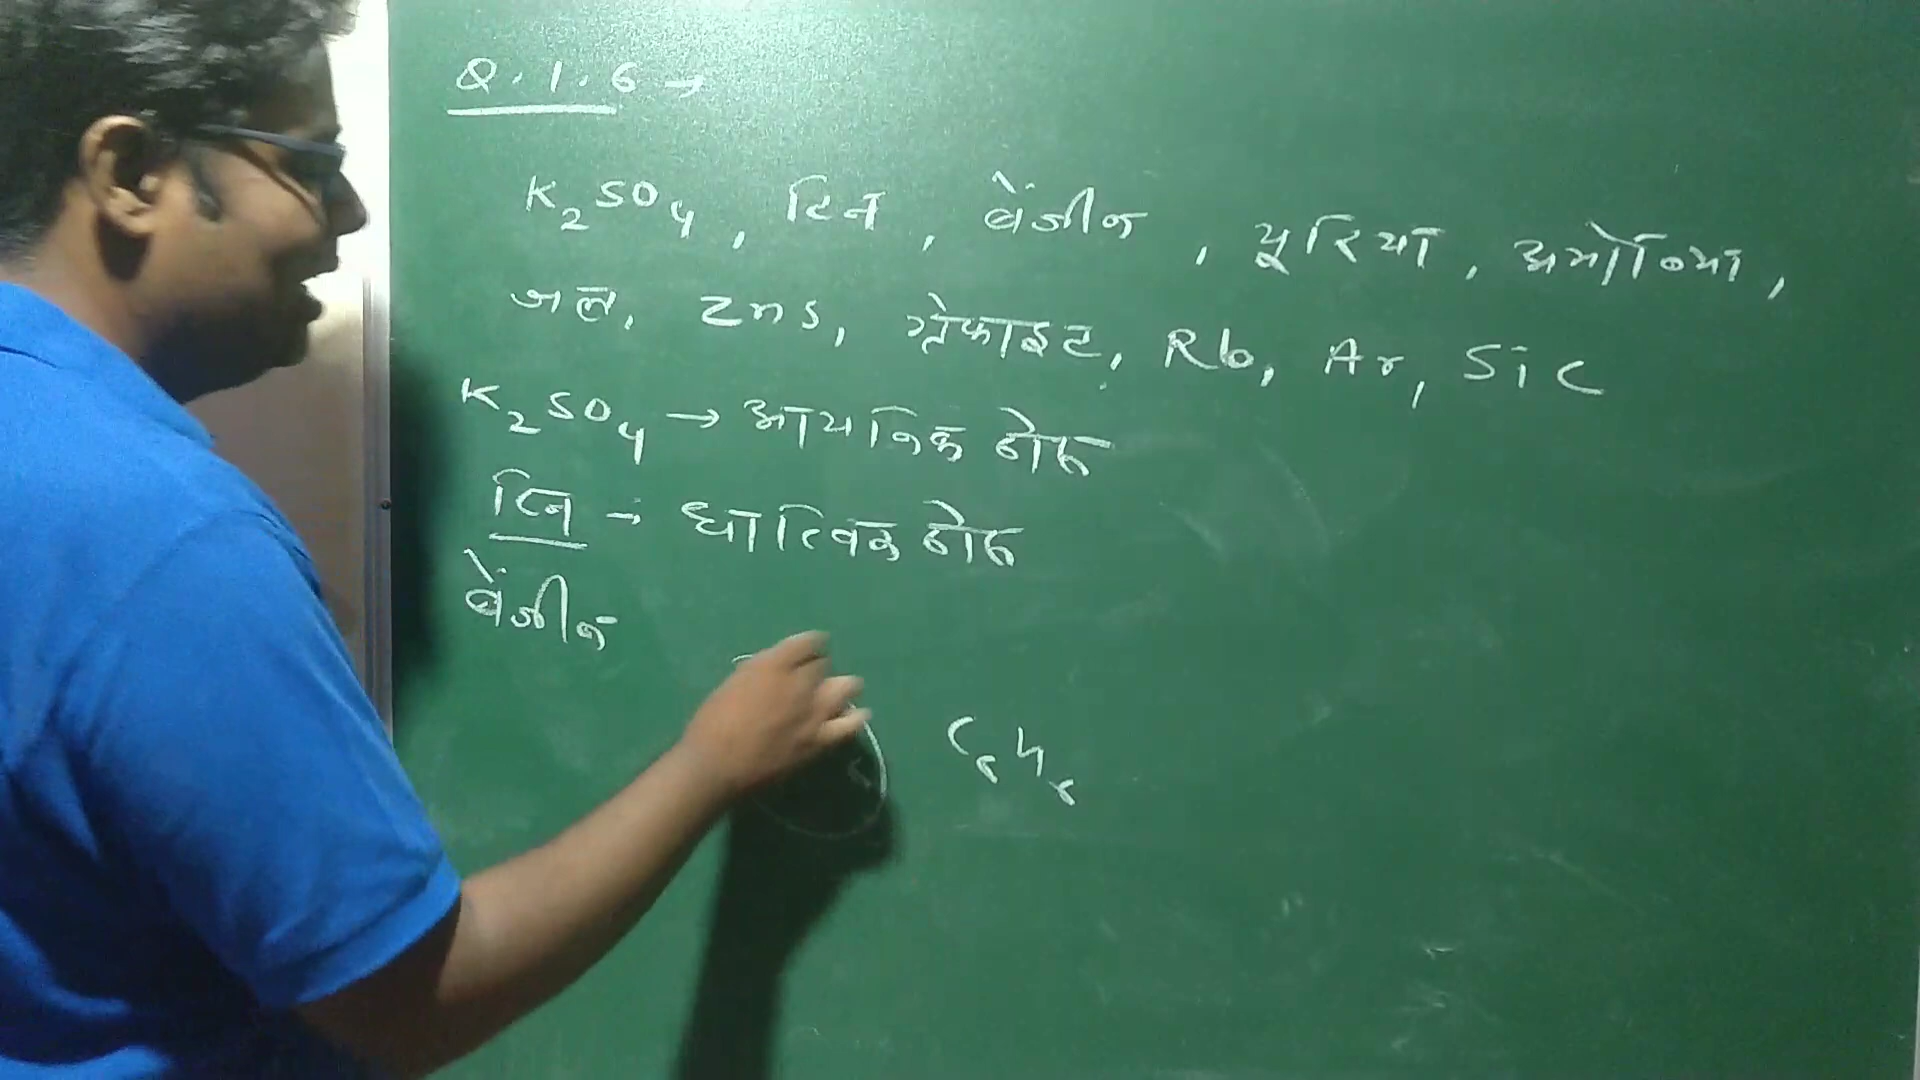 Q.1.6 →
K₂SO₄, टिन, बेंजीन, यूरिया, अमोनिया,
जल, ZnS, ग्रेफाइट, Rb, Ar, SiC
K₂SO₄ → आयनिक ठोस
टिन → धात्विक ठोस
बेंजीन
C₆H₆